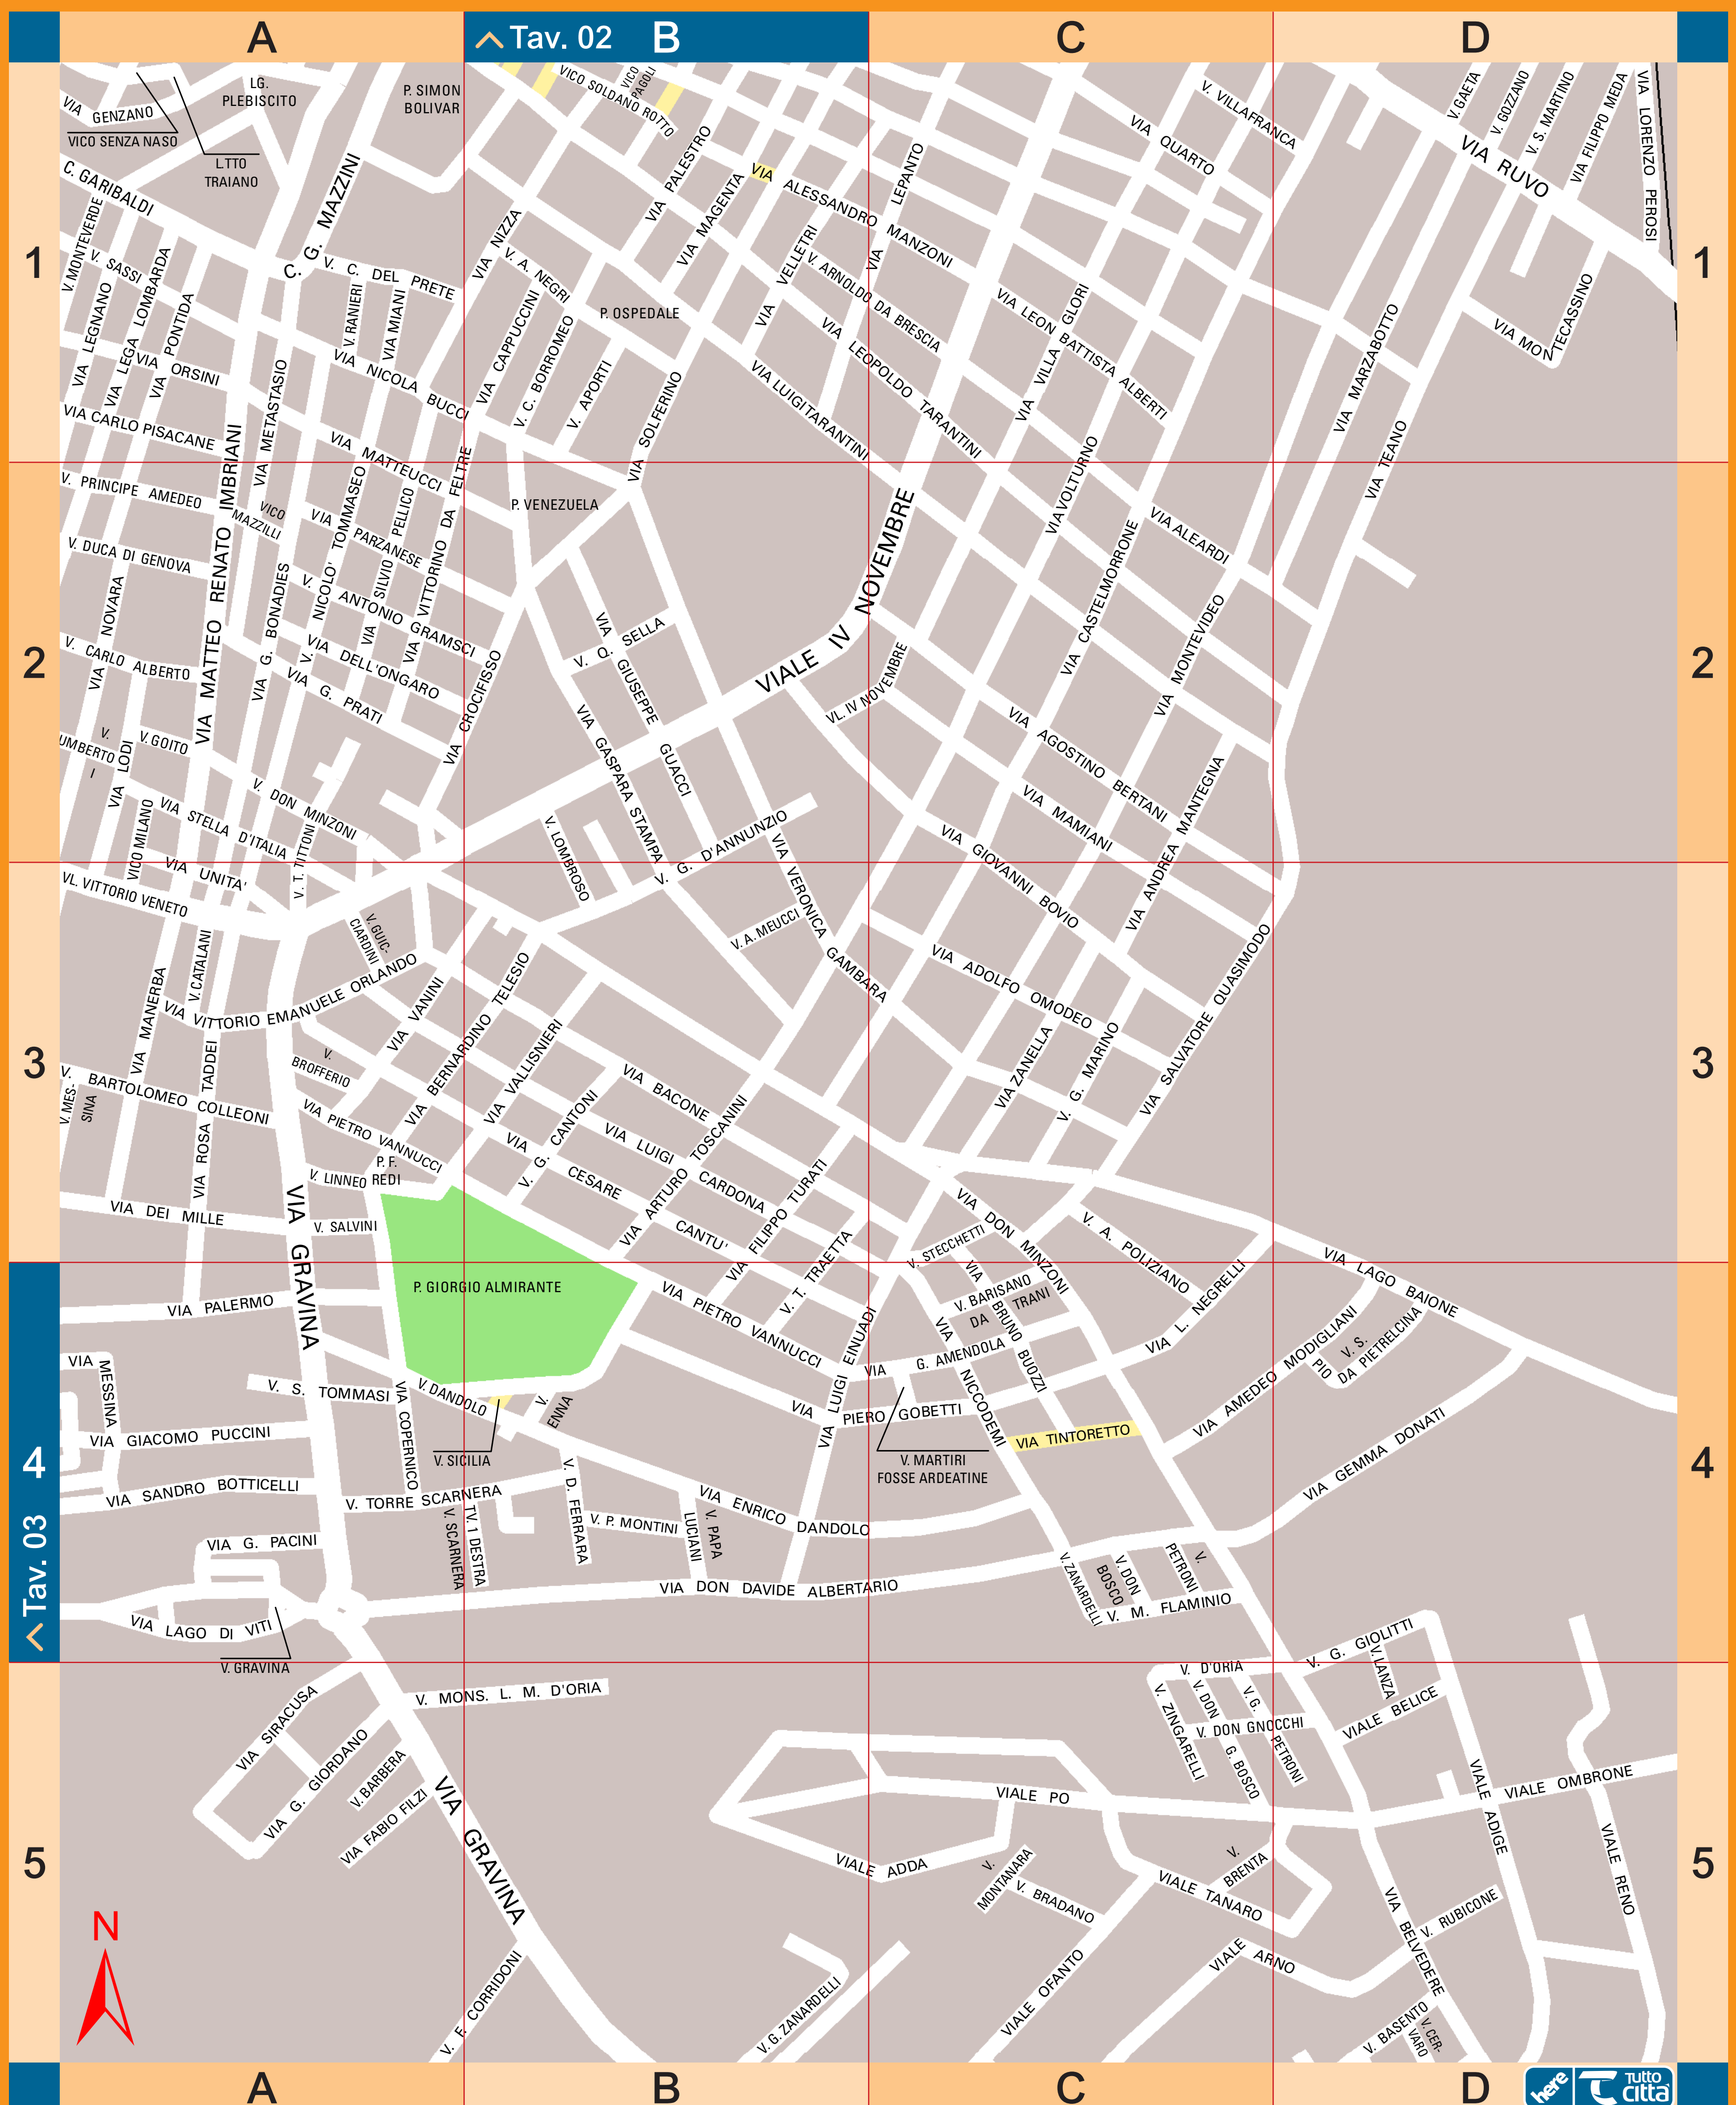 A
Tav. 02
B
C
D
1
VIA GENZANO
VICO SENZA NASO
LG.
PLEBISCITO
L.TTO
TRAIANO
P. SIMON
BOLIVAR
VICO SOLDANO ROTTO
VICO
PAGOLI
V. VILLAFRANCA
VIA QUARTO
V. GAETA
V. GOZZANO
V. S. MARTINO
VIA FILIPPO MEDA
VIA LORENZO PEROSI
VIA RUVO
C. GARIBALDI
C. G. MAZZINI
V. MONTEVERDE
V. SASSI
VIA LEGNANO
VIA LEGA LOMBARDA
VIA PONTIDA
VIA ORSINI
VIA CARLO PISACANE
V. C. DEL PRETE
V. RANIERI
VIA MIANI
VIA NICOLA BUCCI
VIA METASTASIO
VIA NIZZA
V. A. NEGRI
VIA CAPPUCCINI
V. C. BORROMEO
V. APORTI
P. OSPEDALE
VIA SOLFERINO
VIA PALESTRO
VIA MAGENTA
VIA ALESSANDRO MANZONI
VIA LEPANTO
VIA VELLETRI
V. ARNOLDO DA BRESCIA
VIA LEOPOLDO TARANTINI
VIA LUIGI TARANTINI
VIA LEON BATTISTA ALBERTI
VIA VILLA GLORI
VIA MARZABOTTO
VIA MONTECASSINO
VIA TEANO
1
2
V. PRINCIPE AMEDEO
VICO
MAZZILLI
V. DUCA DI GENOVA
VIA NOVARA
V. CARLO ALBERTO
VIA MATTEO RENATO IMBRIANI
VIA G. BONADIES
V. NICOLO' TOMMASEO
VIA SILVIO PELLICO
VIA VITTORINO DA FELTRE
VIA MATTEUCCI
VIA PARZANESE
V. ANTONIO GRAMSCI
VIA DELL'ONGARO
VIA G. PRATI
VIA CROCIFISSO
V.
UMBERTO
I
VIA LODI
V. GOITO
V. DON MINZONI
VIA STELLA D'ITALIA
VICO MILANO
P. VENEZUELA
VIA GIUSEPPE GUACCI
V. Q. SELLA
VIA GASPARA STAMPA
VIALE IV NOVEMBRE
VL. IV NOVEMBRE
V. LOMBROSO
V. G. D'ANNUNZIO
VIA VOLTURNO
VIA CASTELMORRONE
VIA ALEARDI
VIA MONTEVIDEO
VIA AGOSTINO BERTANI
VIA MAMIANI
VIA ANDREA MANTEGNA
VIA GIOVANNI BOVIO
2
3
VIA UNITA'
VL. VITTORIO VENETO
V. T. TITTONI
V. GUIC-
CIARDINI
VIA MANERBA
V. CATALANI
VIA VITTORIO EMANUELE ORLANDO
VIA VANINI
VIA BERNARDINO TELESIO
VIA VALLISNIERI
V.
BROFFERIO
V. BARTOLOMEO COLLEONI
V. MES-
SINA
VIA ROSA TADDEI
VIA PIETRO VANNUCCI
P. F.
REDI
V. LINNEO
V. SALVINI
VIA DEI MILLE
VIA GRAVINA
V. A. MEUCCI
VIA VERONICA GAMBARA
VIA BACONE
V. G. CANTONI
VIA LUIGI CARDONA
VIA CESARE CANTU'
VIA ARTURO TOSCANINI
VIA FILIPPO TURATI
V. T. TRAETTA
VIA ADOLFO OMODEO
VIA ZANELLA
V. G. MARINO
VIA SALVATORE QUASIMODO
VIA DON MINZONI
V. STECCHETTI
V. A. POLIZIANO
VIA LAGO BAIONE
3
Tav. 03
4
VIA PALERMO
P. GIORGIO ALMIRANTE
VIA PIETRO VANNUCCI
VIA MESSINA
V. S. TOMMASI
VIA COPERNICO
V. DANDOLO
V. SICILIA
V.
ENNA
VIA GIACOMO PUCCINI
VIA SANDRO BOTTICELLI
V. TORRE SCARNERA
V. SCARNERA
TV. 1 DESTRA
V. D. FERRARA
V. P. MONTINI
V. PAPA
LUCIANI
VIA ENRICO DANDOLO
VIA G. PACINI
VIA LAGO DI VITI
V. GRAVINA
VIA DON DAVIDE ALBERTARIO
VIA LUIGI EINUADI
VIA G. AMENDOLA
VIA PIERO GOBETTI
V. MARTIRI
FOSSE ARDEATINE
VIA NICCODEMI
V. BARISANO
DA TRANI
VIA BRUNO BUOZZI
VIA L. NEGRELLI
VIA TINTORETTO
VIA AMEDEO MODIGLIANI
V. S.
PIO
DA PIETRELCINA
VIA GEMMA DONATI
V. ZANARDELLI
V. DON
BOSCO
V.
PETRONI
V. M. FLAMINIO
V. G. GIOLITTI
V. LANZA
4
5
VIA SIRACUSA
VIA G. GIORDANO
V. BARBERA
VIA FABIO FILZI
V. MONS. L. M. D'ORIA
VIA GRAVINA
V. F. CORRIDONI
V. G. ZANARDELLI
V. D'ORIA
V. ZINGARELLI
V. DON
G. BOSCO
V. G.
PETRONI
V. DON GNOCCHI
VIALE BELICE
VIALE PO
VIALE ADDA
V.
MONTANARA
V. BRADANO
VIALE TANARO
V.
BRENTA
VIALE OFANTO
VIALE ARNO
VIALE ADIGE
VIALE OMBRONE
VIALE RENO
VIA BELVEDERE
V. RUBICONE
V. BASENTO
V. CER-
VARO
5
N
A
B
C
D
here
TUTTO
città